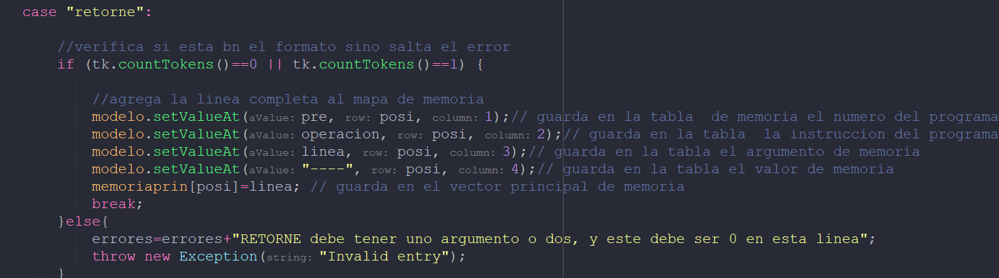 case "retorne":
//verifica si esta bn el formato sino salta el error
if (tk.countTokens()==0 || tk.countTokens()==1) {
//agrega la linea completa al mapa de memoria
modelo.setValueAt(aValue: pre, row: posi, column: 1);// guarda en la tabla  de memoria el numero del programa
modelo.setValueAt(aValue: operacion, row: posi, column: 2);// guarda en la tabla  la instruccion del programa
modelo.setValueAt(aValue: linea, row: posi, column: 3);// guarda en la tabla el argumento de memoria
modelo.setValueAt(aValue: "----", row: posi, column: 4);// guarda en la tabla el valor de memoria
memoriaprin[posi]=linea; // guarda en el vector principal de memoria
break;
}else{
errores=errores+"RETORNE debe tener uno argumento o dos, y este debe ser 0 en esta linea";
throw new Exception(string: "Invalid entry");
}